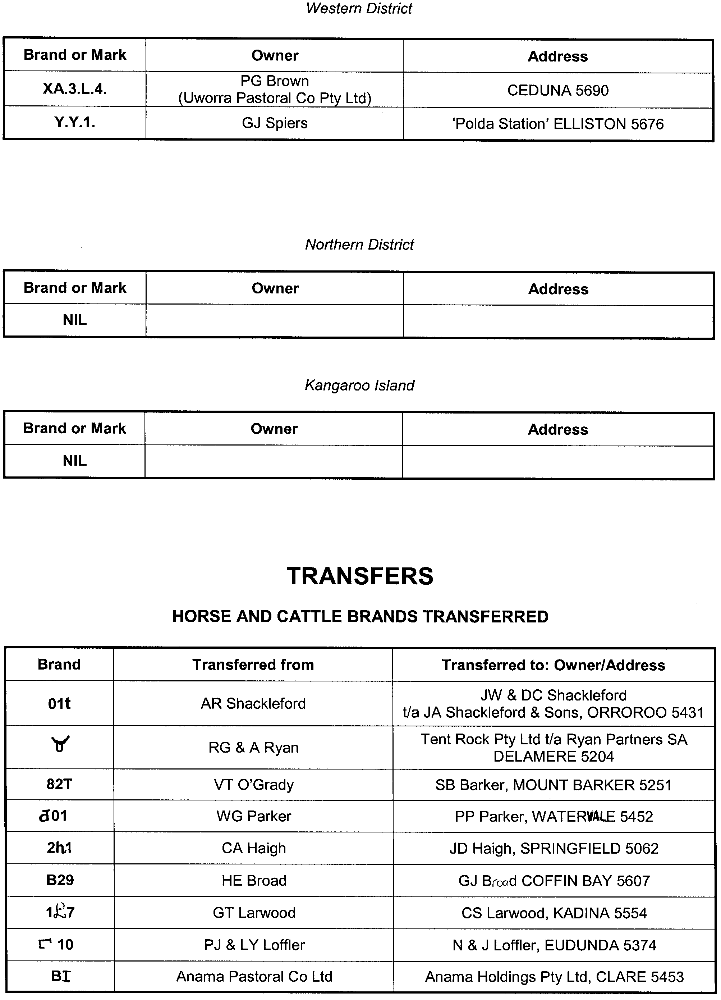 Western District
Brand or Mark Owner Address
XA.3.L.4. PG Brown
(Uworra Pastoral Co Pty Ltd) CEDUNA 5690
Y.Y.1. GJ Spiers ‘Polda Station’ ELLISTON 5676
Northern District
Brand or Mark Owner Address
NIL
Kangaroo Island
Brand or Mark Owner Address
NIL
TRANSFERS
HORSE AND CATTLE BRANDS TRANSFERRED
Brand Transferred from Transferred to: Owner/Address
01t AR Shackleford JW & DC Shackleford
t/a JA Shackleford & Sons, ORROROO 5431
RG & A Ryan Tent Rock Pty Ltd t/a Ryan Partners SA
DELAMERE 5204
82T VT O’Grady SB Barker, MOUNT BARKER 5251
01 WG Parker PP Parker, WATERVALE 5452
2h1 CA Haigh JD Haigh, SPRINGFIELD 5062
B29 HE Broad GJ Broad COFFIN BAY 5607
1£7 GT Larwood CS Larwood, KADINA 5554
10 PJ & LY Loffler N & J Loffler, EUDUNDA 5374
BI Anama Pastoral Co Ltd Anama Holdings Pty Ltd, CLARE 5453